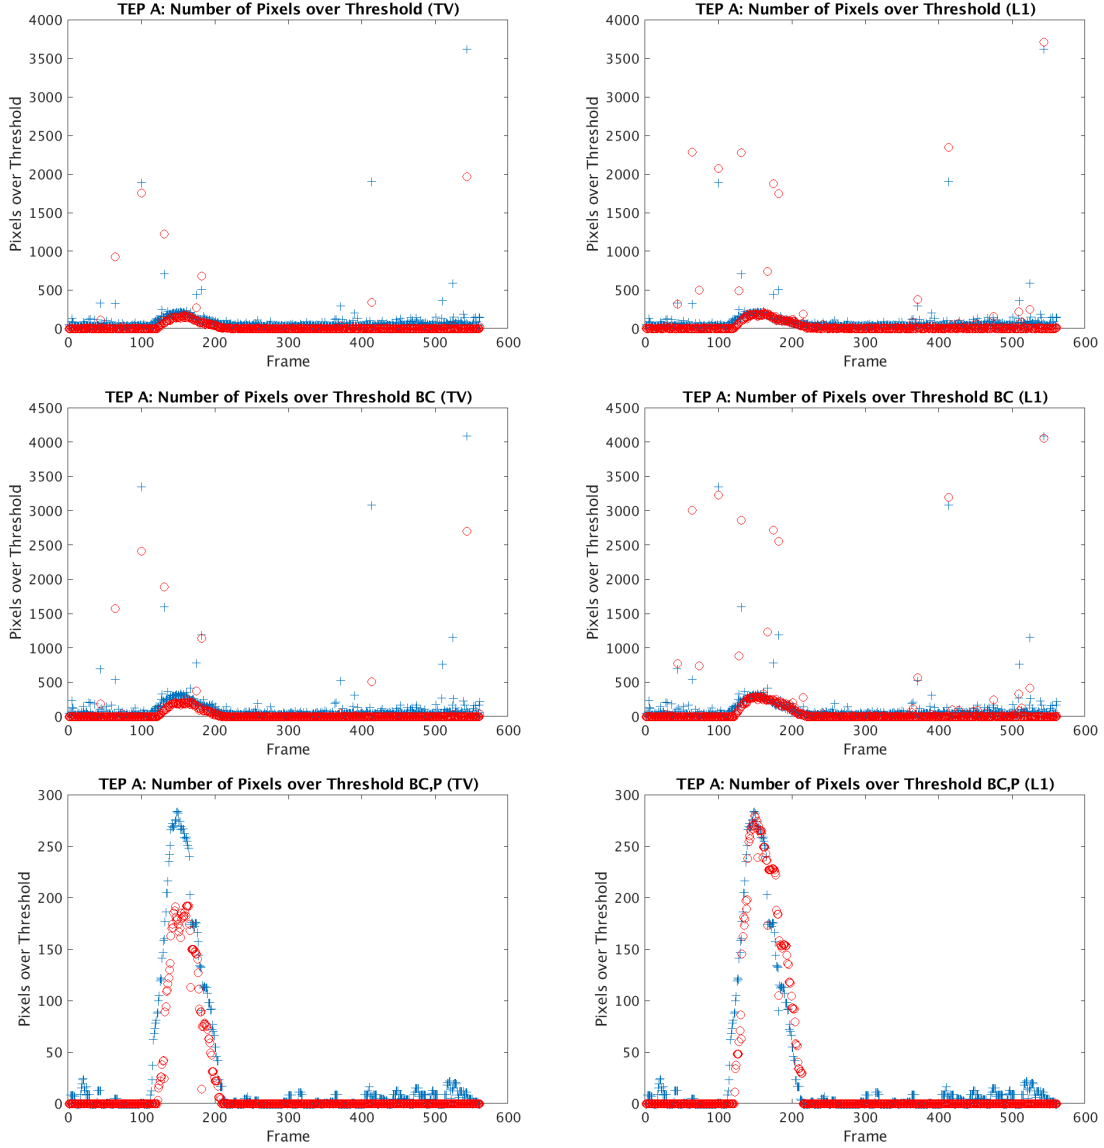 TEP A: Number of Pixels over Threshold (TV)
Pixels over Threshold
4000
3500
3000
2500
2000
1500
1000
500
0
0 100 200 300 400 500 600
Frame
TEP A: Number of Pixels over Threshold (L1)
Pixels over Threshold
4000
3500
3000
2500
2000
1500
1000
500
0
0 100 200 300 400 500 600
Frame
TEP A: Number of Pixels over Threshold BC (TV)
Pixels over Threshold
4500
4000
3500
3000
2500
2000
1500
1000
500
0
0 100 200 300 400 500 600
Frame
TEP A: Number of Pixels over Threshold BC (L1)
Pixels over Threshold
4500
4000
3500
3000
2500
2000
1500
1000
500
0
0 100 200 300 400 500 600
Frame
TEP A: Number of Pixels over Threshold BC,P (TV)
Pixels over Threshold
300
250
200
150
100
50
0
0 100 200 300 400 500 600
Frame
TEP A: Number of Pixels over Threshold BC,P (L1)
Pixels over Threshold
300
250
200
150
100
50
0
0 100 200 300 400 500 600
Frame